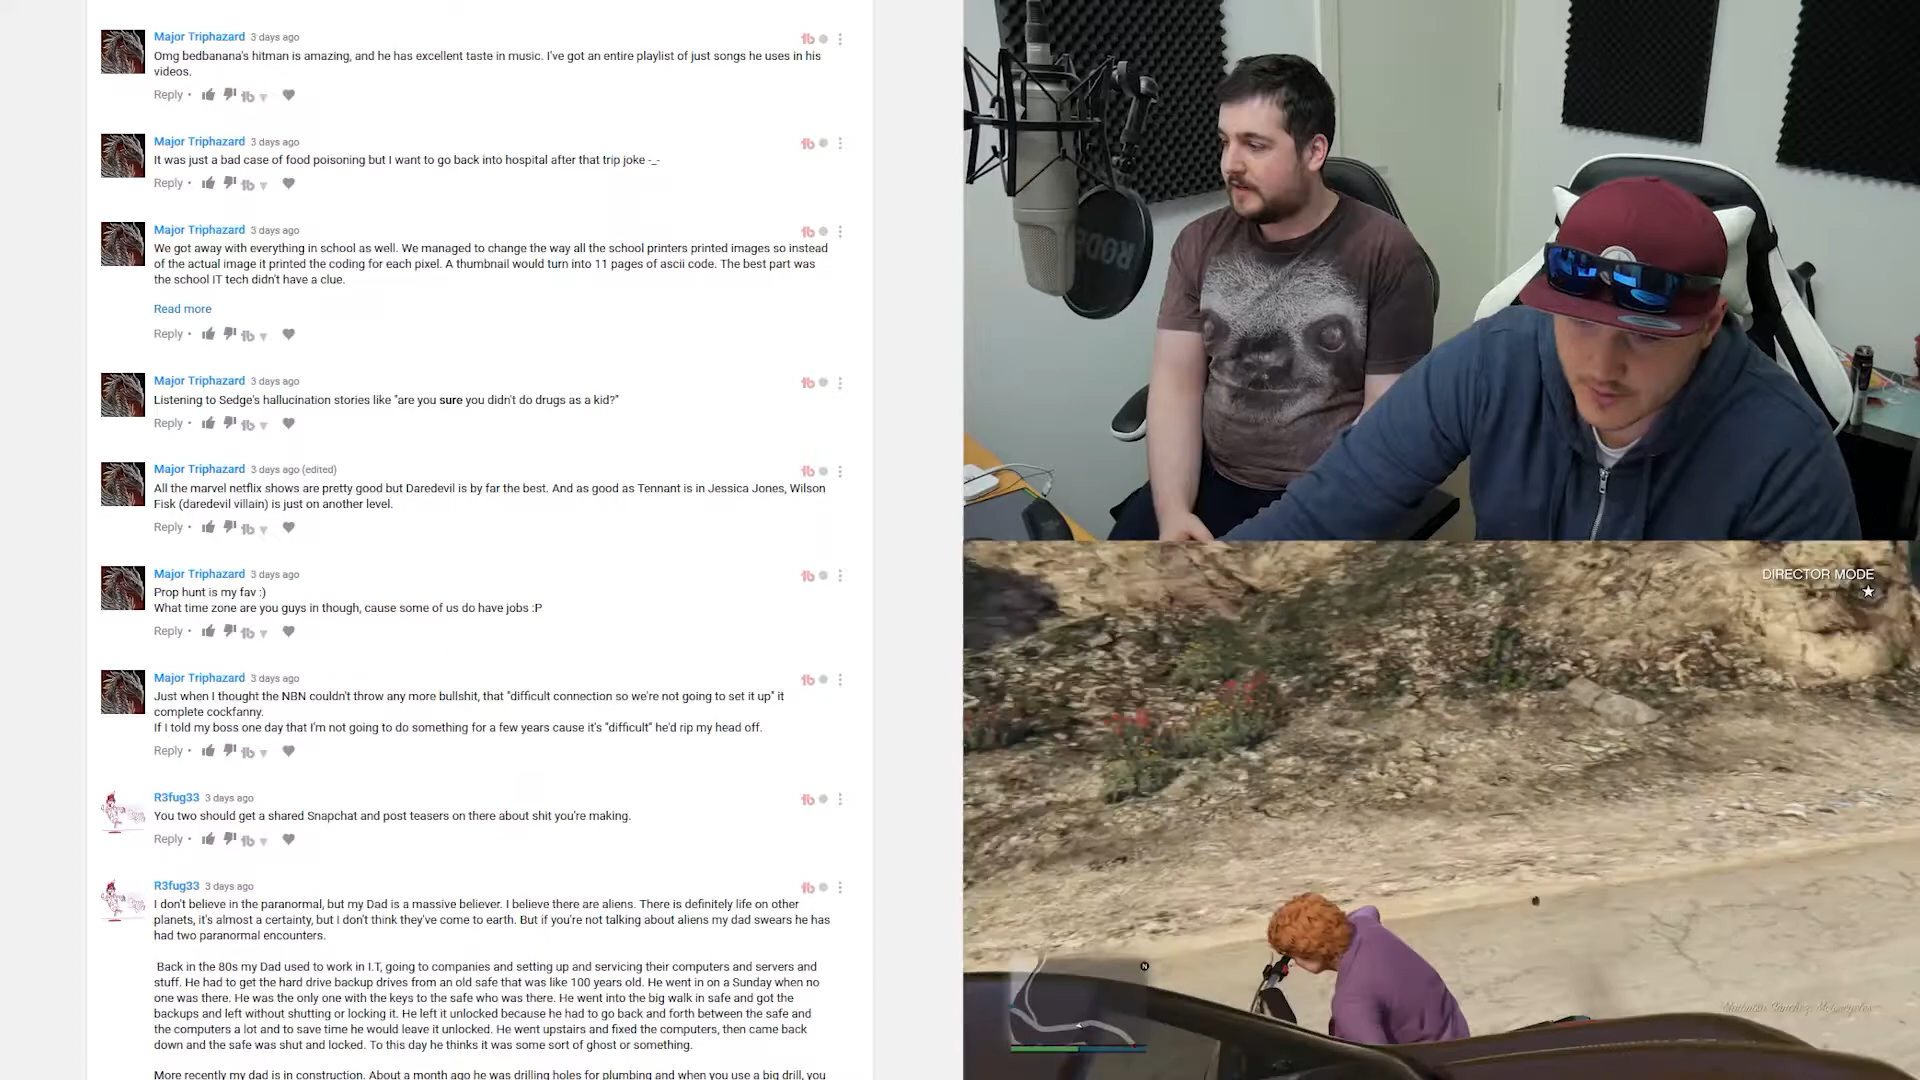 Major Triphazard 3 days ago
Omg bedbanana's hitman is amazing, and he has excellent taste in music. I've got an entire playlist of just songs he uses in his
videos.
Reply •
Major Triphazard 3 days ago
It was just a bad case of food poisoning but I want to go back into hospital after that trip joke -_-
Reply •
Major Triphazard 3 days ago
We got away with everything in school as well. We managed to change the way all the school printers printed images so instead
of the actual image it printed the coding for each pixel. A thumbnail would turn into 11 pages of ascii code. The best part was
the school IT tech didn't have a clue.
Read more
Reply •
Major Triphazard 3 days ago
Listening to Sedge's hallucination stories like "are you sure you didn't do drugs as a kid?"
Reply •
Major Triphazard 3 days ago (edited)
All the marvel netflix shows are pretty good but Daredevil is by far the best. And as good as Tennant is in Jessica Jones, Wilson
Fisk (daredevil villain) is just on another level.
Reply •
Major Triphazard 3 days ago
Prop hunt is my fav :)
What time zone are you guys in though, cause some of us do have jobs :P
Reply •
Major Triphazard 3 days ago
Just when I thought the NBN couldn't throw any more bullshit, that "difficult connection so we're not going to set it up" it
complete cockfanny.
If I told my boss one day that I'm not going to do something for a few years cause it's "difficult" he'd rip my head off.
Reply •
R3fug33 3 days ago
You two should get a shared Snapchat and post teasers on there about shit you're making.
Reply •
R3fug33 3 days ago
I don't believe in the paranormal, but my Dad is a massive believer. I believe there are aliens. There is definitely life on other
planets, it's almost a certainty, but I don't think they've come to earth. But if you're not talking about aliens my dad swears he has
had two paranormal encounters.
Back in the 80s my Dad used to work in I.T, going to companies and setting up and servicing their computers and servers and
stuff. He had to get the hard drive backup drives from an old safe that was like 100 years old. He went in on a Sunday when no
one was there. He was the only one with the keys to the safe who was there. He went into the big walk in safe and got the
backups and left without shutting or locking it. He left it unlocked because he had to go back and forth between the safe and
the computers a lot and to save time he would leave it unlocked. He went upstairs and fixed the computers, then came back
down and the safe was shut and locked. To this day he thinks it was some sort of ghost or something.
More recently my dad is in construction. About a month ago he was drilling holes for plumbing and when you use a big drill, you
RODE
DIRECTOR MODE
N
Sanchez Motorcycles